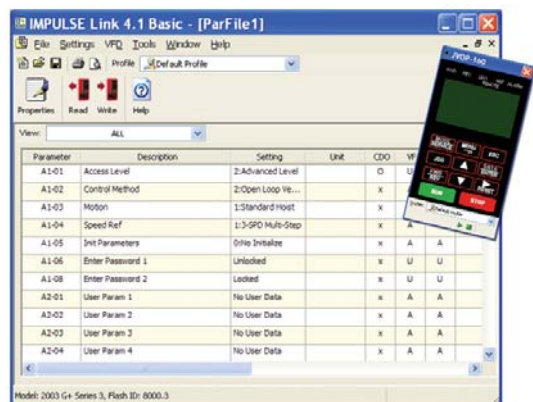 IMPULSE Link 4.1 Basic - [ParFile1]
File Settings VFD Tools Window Help
Profile Default Profile
Properties Read Write Help
View: ALL
Parameter Description Setting Unit CDO
A1-01 Access Level 2:Advanced Level O U
A1-02 Control Method 2:Open Loop Ve... x A
A1-03 Motion 1:Standard Hoist x A
A1-04 Speed Ref 1:3-SPD Multi-Step x A
A1-05 Init Parameters 0:No Initialize x A A
A1-06 Enter Password 1 Unlocked x U U
A1-08 Enter Password 2 Locked x U U
A2-01 User Param 1 No User Data x A A
A2-02 User Param 2 No User Data x A A
A2-03 User Param 3 No User Data x A A
A2-04 User Param 4 No User Data x A A
Model: 2003 G+ Series 3, Flash ID: 8000.3
JVOP-160
MENU ESC
RESET
RUN STOP